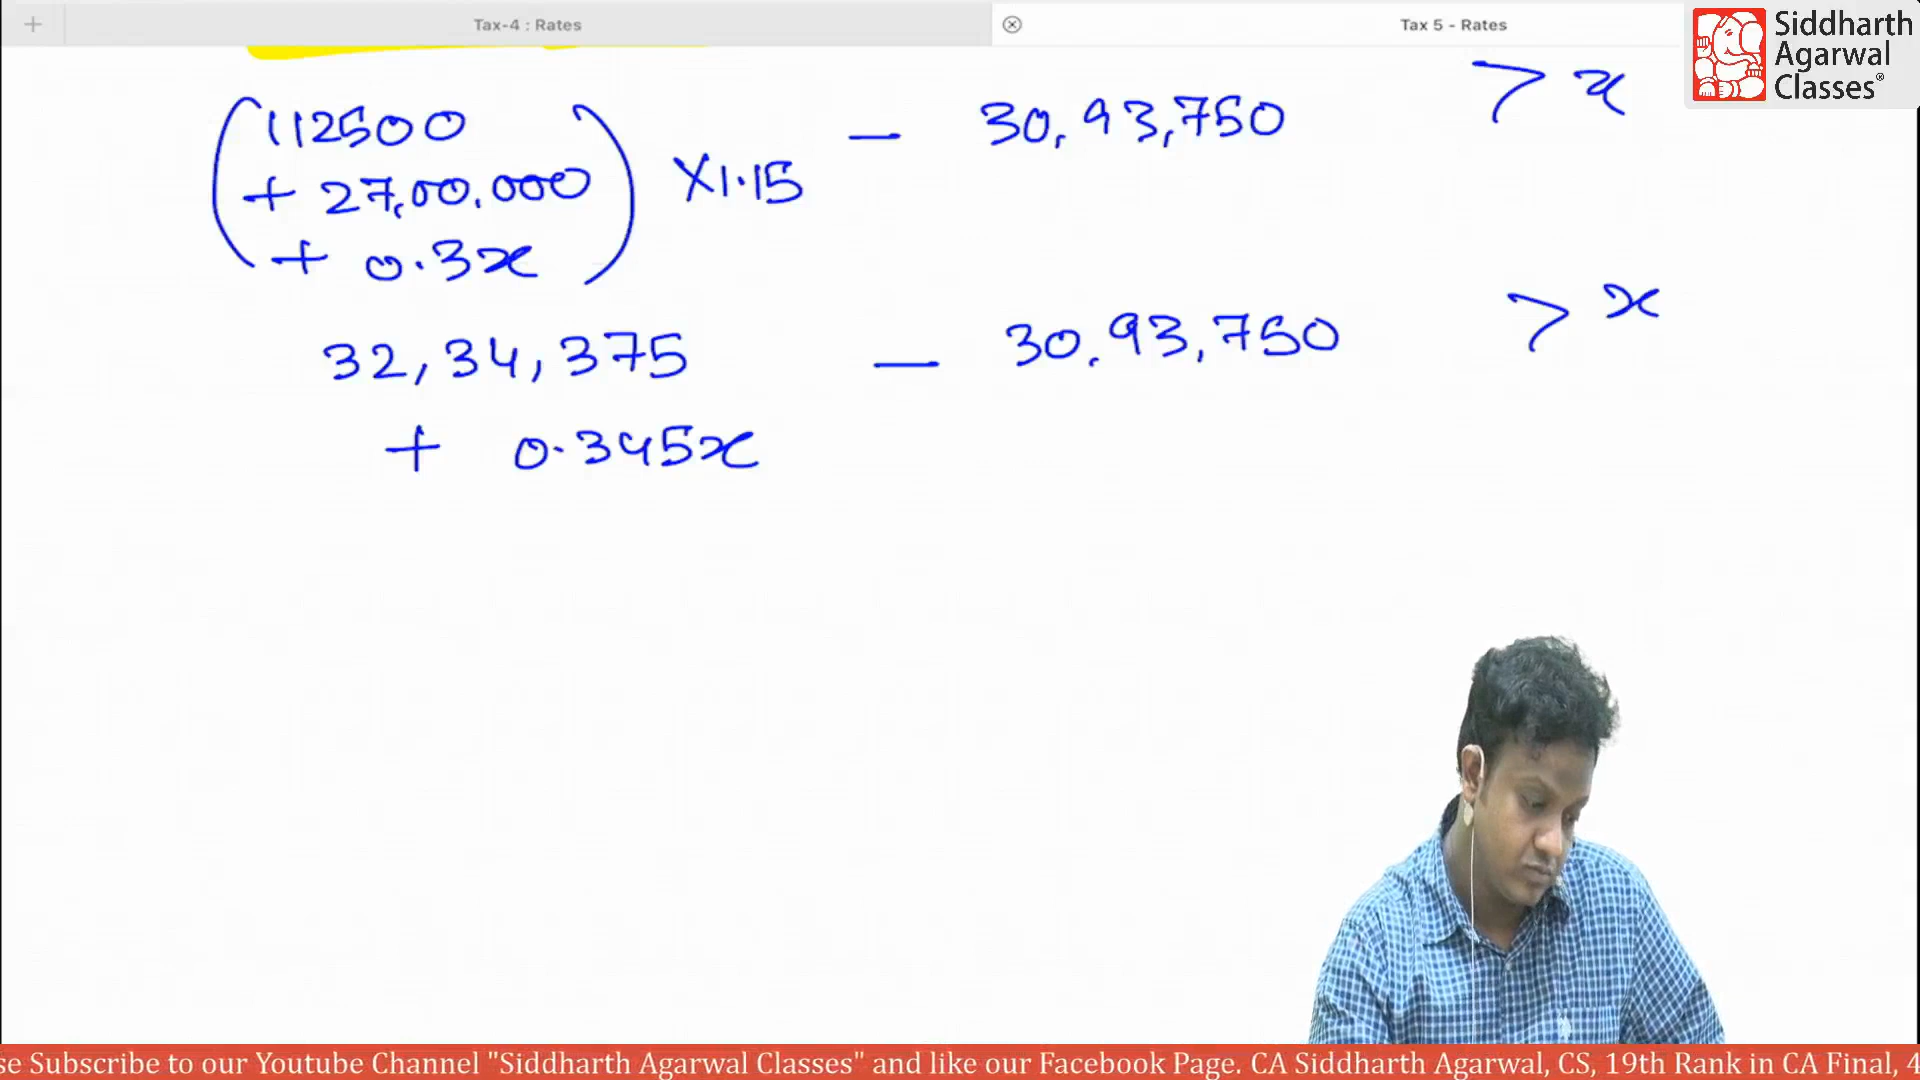 Tax-4 : Rates
Tax 5 - Rates
Siddharth
Agarwal
Classes®
112500
+ 27,00,000
+ 0.3x
X1.15
— 30,93,750
> x
32,34,375
+ 0.345x
— 30,93,750
> x
se Subscribe to our Youtube Channel "Siddharth Agarwal Classes" and like our Facebook Page. CA Siddharth Agarwal, CS, 19th Rank in CA Final, 4